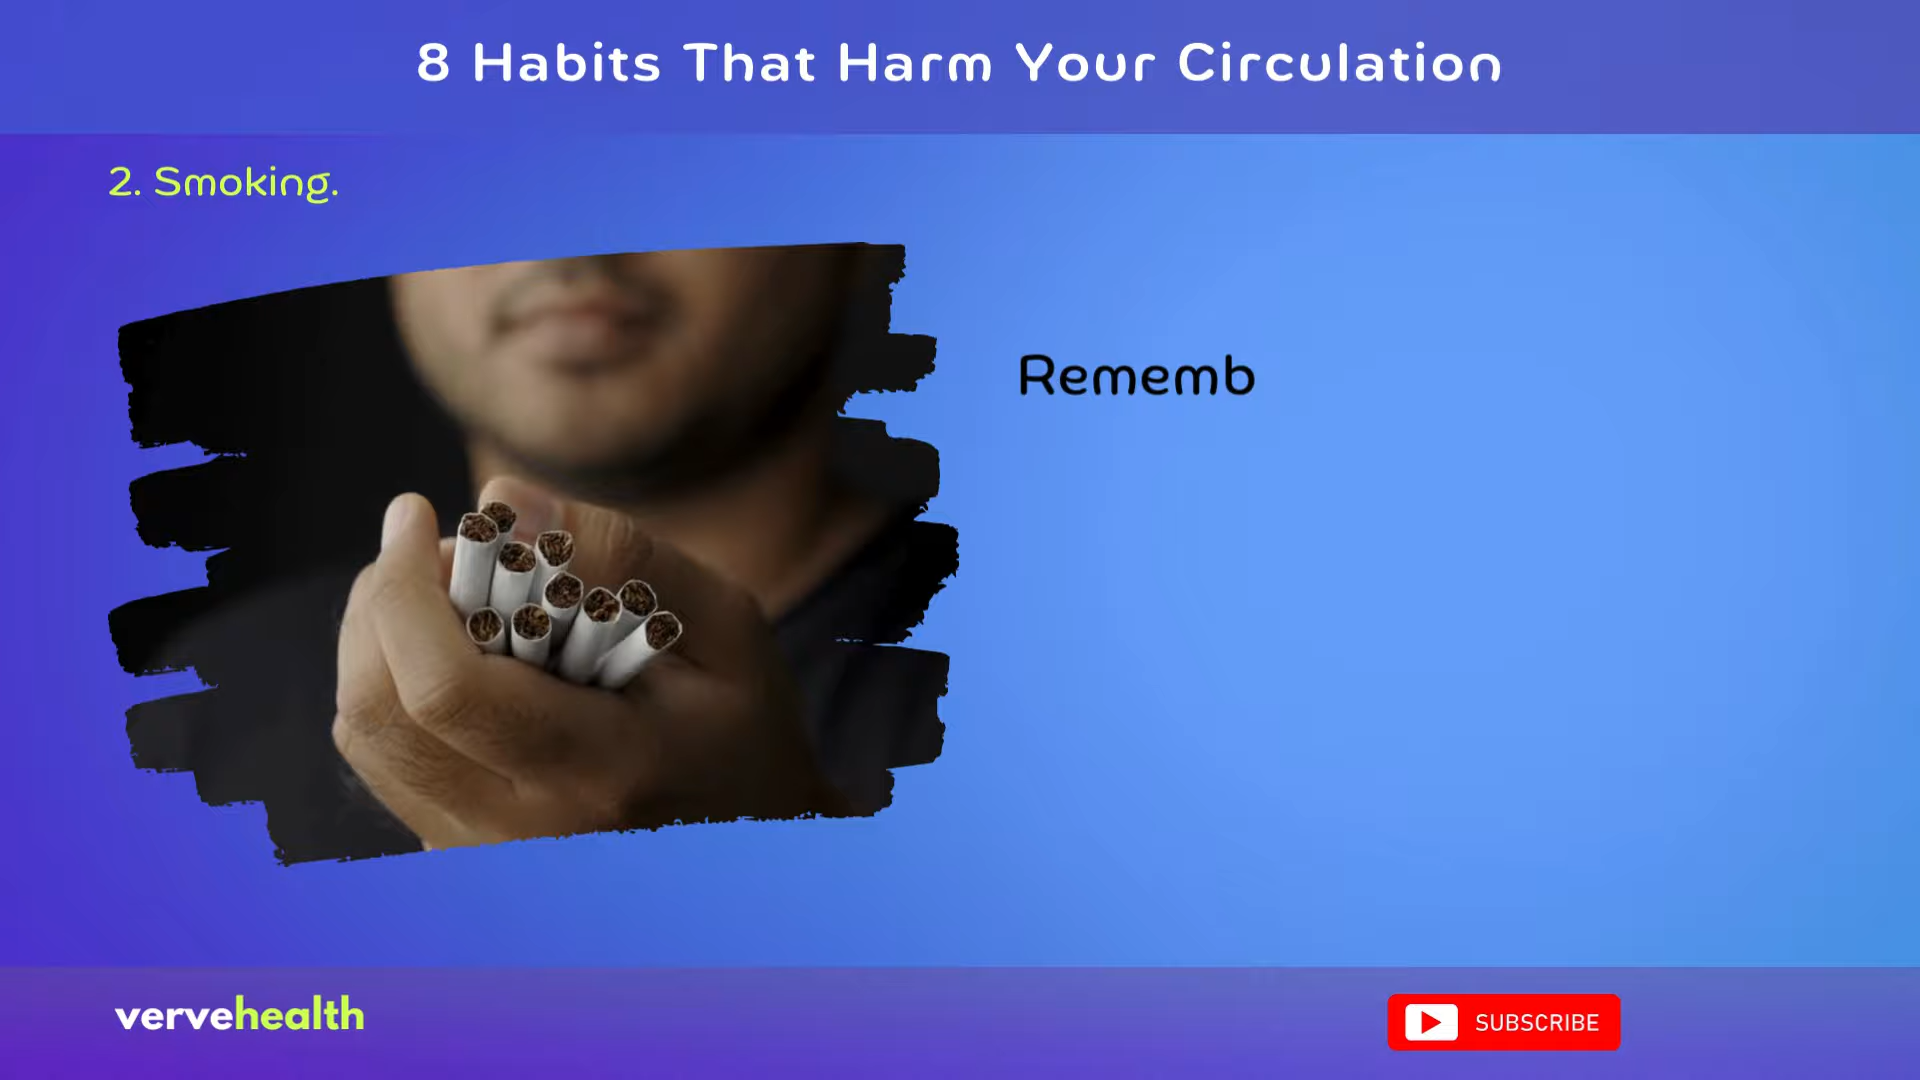 8 Habits That Harm Your Circulation
2. Smoking.
Rememb
vervehealth
SUBSCRIBE